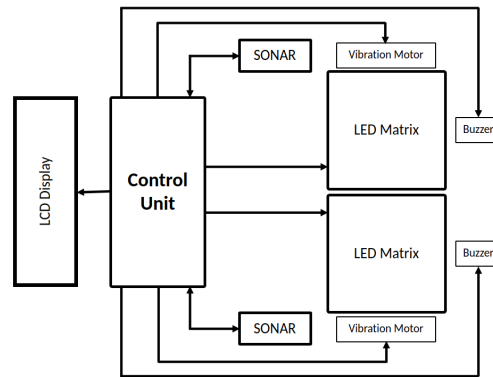 SONAR
Vibration Motor
LED Matrix
Buzzer
LCD Display
Control
Unit
LED Matrix
Buzzer
SONAR
Vibration Motor